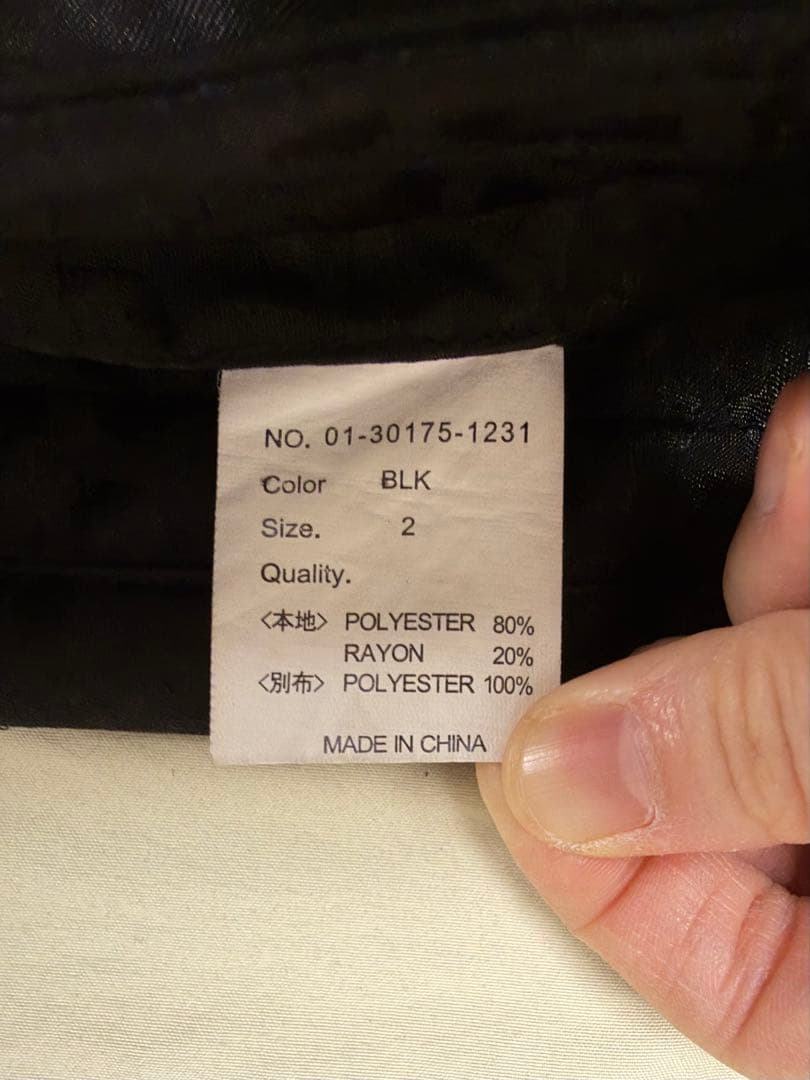 NO. 01-30175-1231
Color BLK
Size. 2
Quality.
〈本地〉 POLYESTER 80%
RAYON 20%
〈別布〉 POLYESTER 100%
MADE IN CHINA